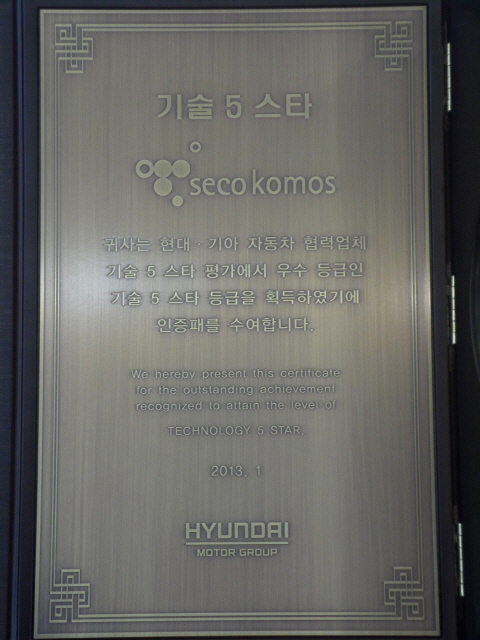 기술 5 스타
seco komos
귀사는 현대 · 기아 자동차 협력업체
기술 5 스타 평가에서 우수 등급인
기술 5 스타 등급을 획득하였기에
인증패를 수여합니다.
We hereby present this certificate
for the outstanding achievement
recognized to attain the level of
TECHNOLOGY 5 STAR.
2013. 1
HYUNDAI
MOTOR GROUP